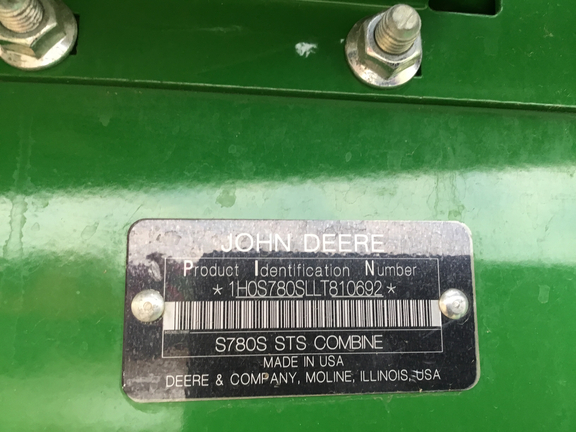 JOHN DEERE
Product Identification Number
*1H0S780SLLT810692*
S780S STS COMBINE
MADE IN USA
DEERE & COMPANY, MOLINE, ILLINOIS, USA